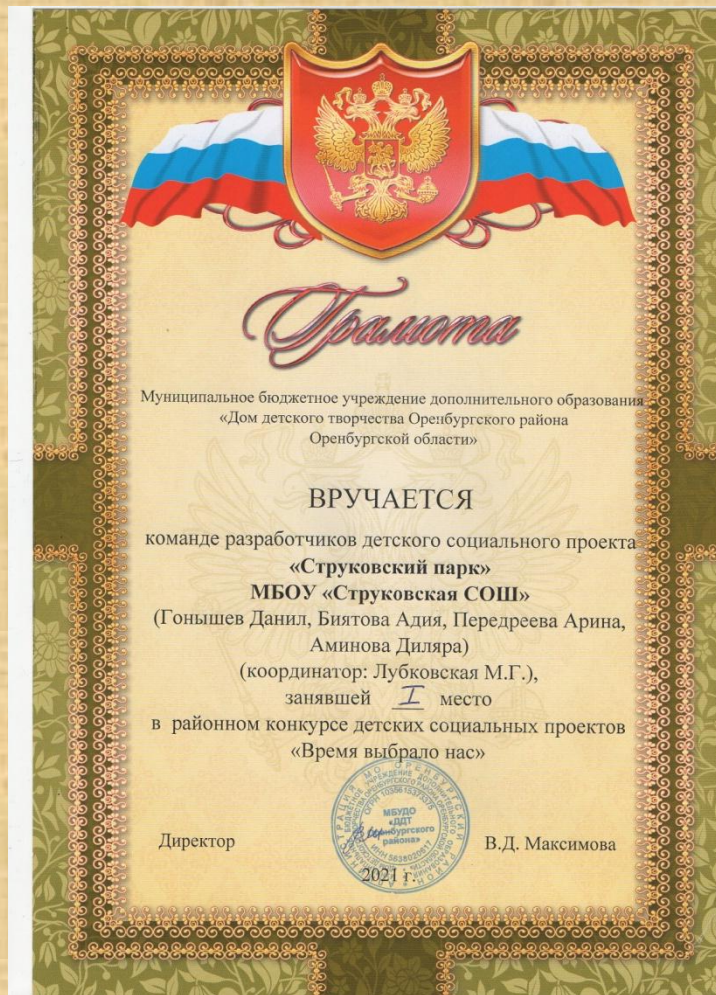 Грамота
Муниципальное бюджетное учреждение дополнительного образования
«Дом детского творчества Оренбургского района
Оренбургской области»
ВРУЧАЕТСЯ
команде разработчиков детского социального проекта
«Струковский парк»
МБОУ «Струковская СОШ»
(Гонышев Данил, Биятова Адия, Передреева Арина,
Аминова Диляра)
(координатор: Лубковская М.Г.),
занявшей I место
в районном конкурсе детских социальных проектов
«Время выбрало нас»
МБУДО
«ДДТ
Оренбургского
района»
Директор В.Д. Максимова
2021 г.